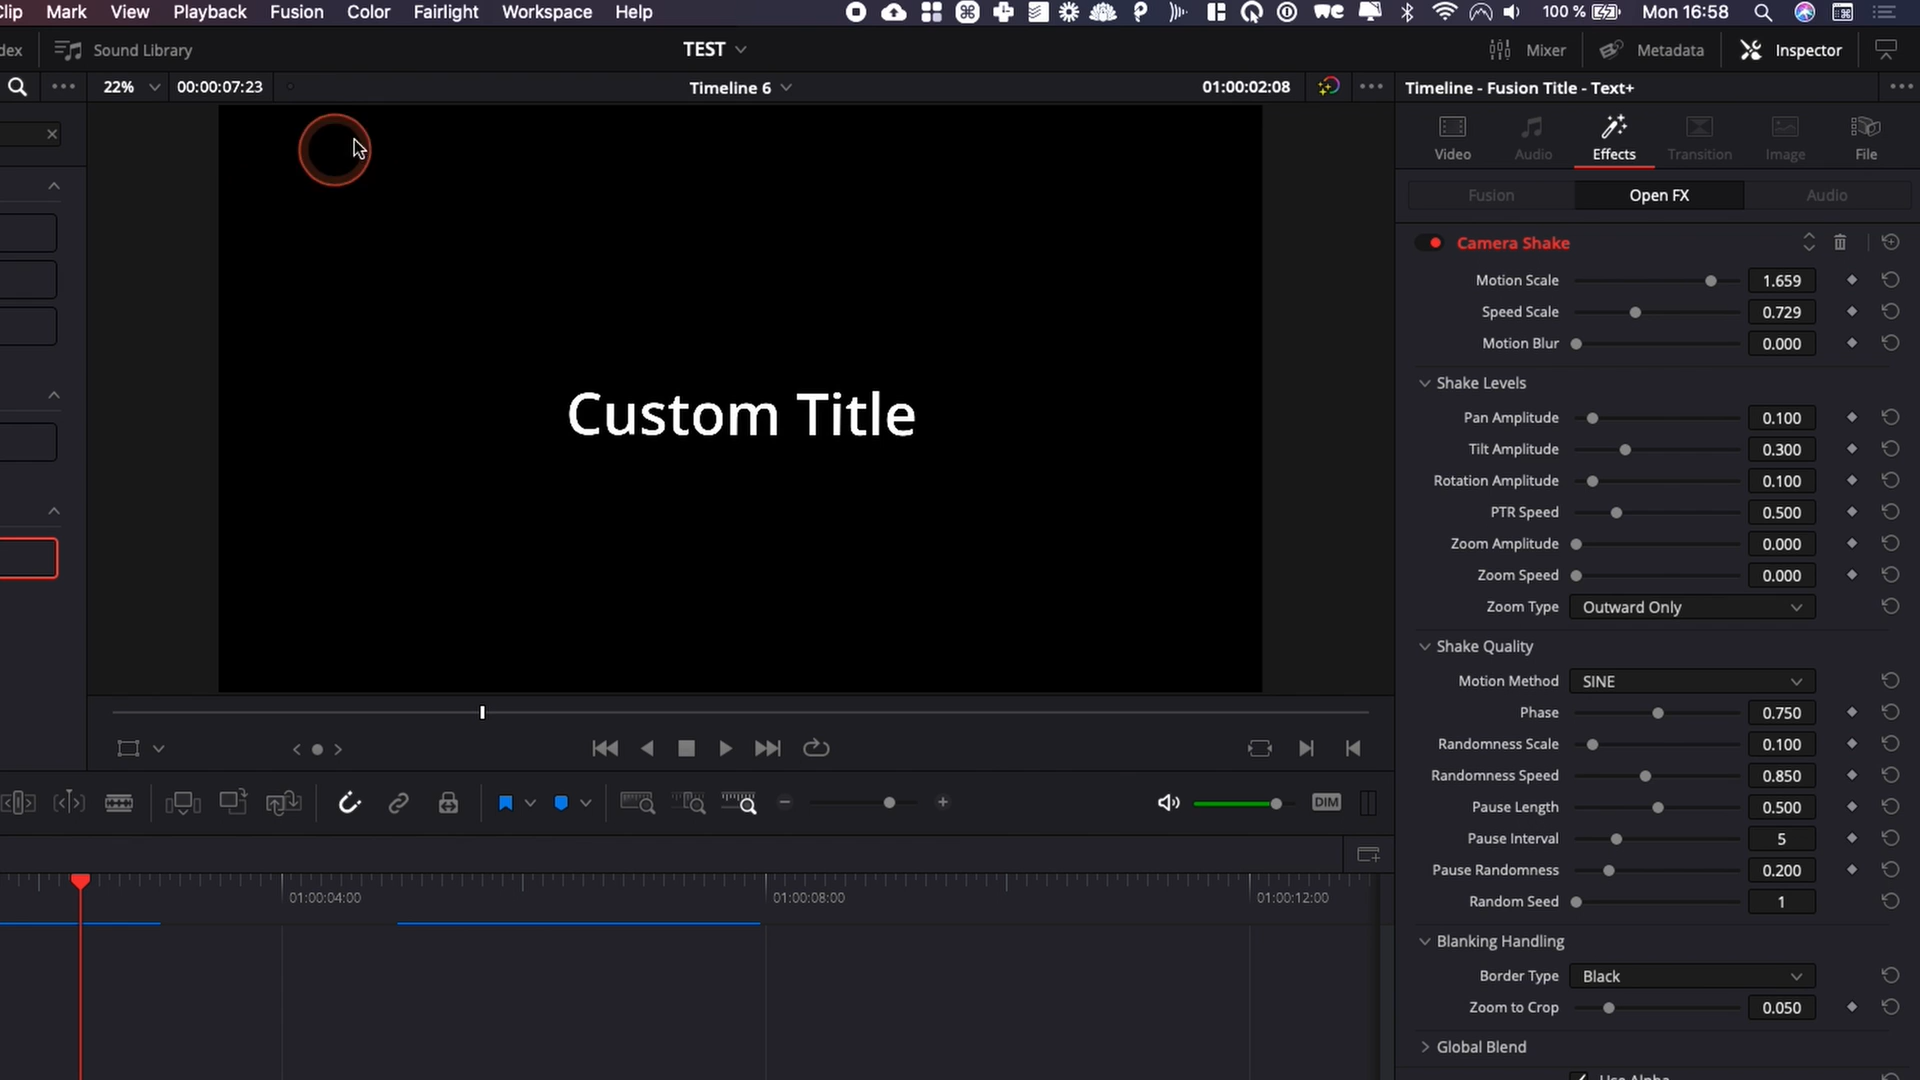 Clip Mark View Playback Fusion Color Fairlight Workspace Help 100 % Mon 16:58
dex Sound Library TEST Mixer Metadata Inspector
22% 00:00:07:23 Timeline 6 01:00:02:08 Timeline - Fusion Title - Text+
Video Audio Effects Transition Image File
Fusion Open FX Audio
Camera Shake
Motion Scale 1.659
Speed Scale 0.729
Motion Blur 0.000
Shake Levels
Pan Amplitude 0.100
Custom Title
Tilt Amplitude 0.300
Rotation Amplitude 0.100
PTR Speed 0.500
Zoom Amplitude 0.000
Zoom Speed 0.000
Zoom Type Outward Only
Shake Quality
Motion Method SINE
Phase 0.750
Randomness Scale 0.100
Randomness Speed 0.850
Pause Length 0.500
DIM
Pause Interval 5
Pause Randomness 0.200
Random Seed 1
01:00:04:00 01:00:08:00 01:00:12:00
Blanking Handling
Border Type Black
Zoom to Crop 0.050
Global Blend
Use Alpha